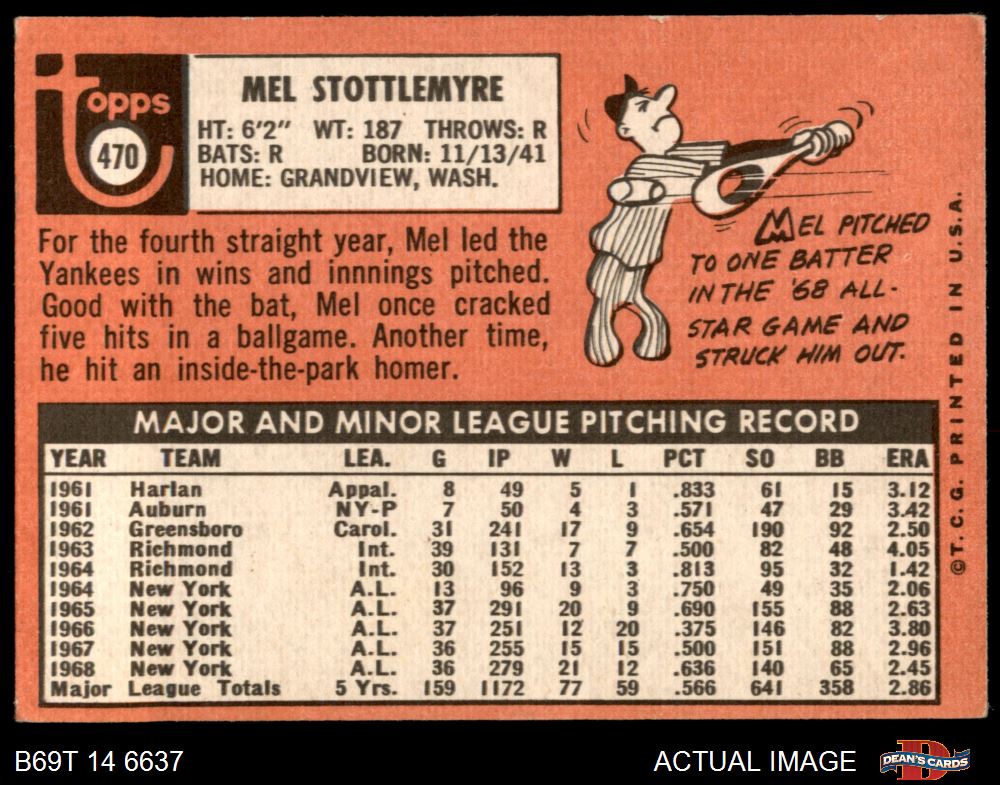 topps
470
MEL STOTTLEMYRE
HT: 6'2" WT: 187 THROWS: R
BATS: R BORN: 11/13/41
HOME: GRANDVIEW, WASH.
For the fourth straight year, Mel led the
Yankees in wins and innnings pitched.
Good with the bat, Mel once cracked
five hits in a ballgame. Another time,
he hit an inside-the-park homer.
MEL PITCHED
TO ONE BATTER
IN THE '68 ALL-
STAR GAME AND
STRUCK HIM OUT.
MAJOR AND MINOR LEAGUE PITCHING RECORD
YEAR TEAM LEA. G IP W L PCT SO BB ERA
1961 Harlan Appal. 8 49 5 1 .833 61 15 3.12
1961 Auburn NY-P 7 50 4 3 .571 47 29 3.42
1962 Greensboro Carol. 31 241 17 9 .654 190 92 2.50
1963 Richmond Int. 39 131 7 7 .500 82 48 4.05
1964 Richmond Int. 30 152 13 3 .813 95 32 1.42
1964 New York A.L. 13 96 9 3 .750 49 35 2.06
1965 New York A.L. 37 291 20 9 .690 155 88 2.63
1966 New York A.L. 37 251 12 20 .375 146 82 3.80
1967 New York A.L. 36 255 15 15 .500 151 88 2.96
1968 New York A.L. 36 279 21 12 .636 140 65 2.45
Major League Totals 5 Yrs. 159 1172 77 59 .566 641 358 2.86
©T.C.G. PRINTED IN U.S.A.
B69T 14 6637
ACTUAL IMAGE
D
DEAN'S CARDS